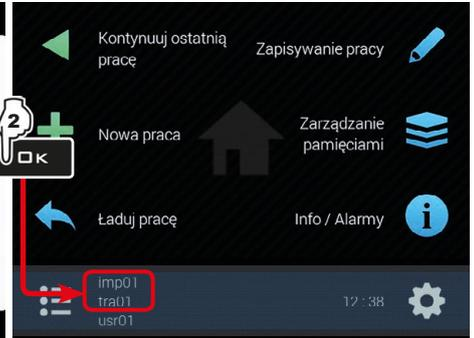 Kontynuuj ostatnią
pracę
Zapisywanie pracy
2
Nowa praca
Zarządzanie
pamięciami
OK
Ładuj pracę
Info / Alarmy
i
imp01
tra01
usr01
12:38